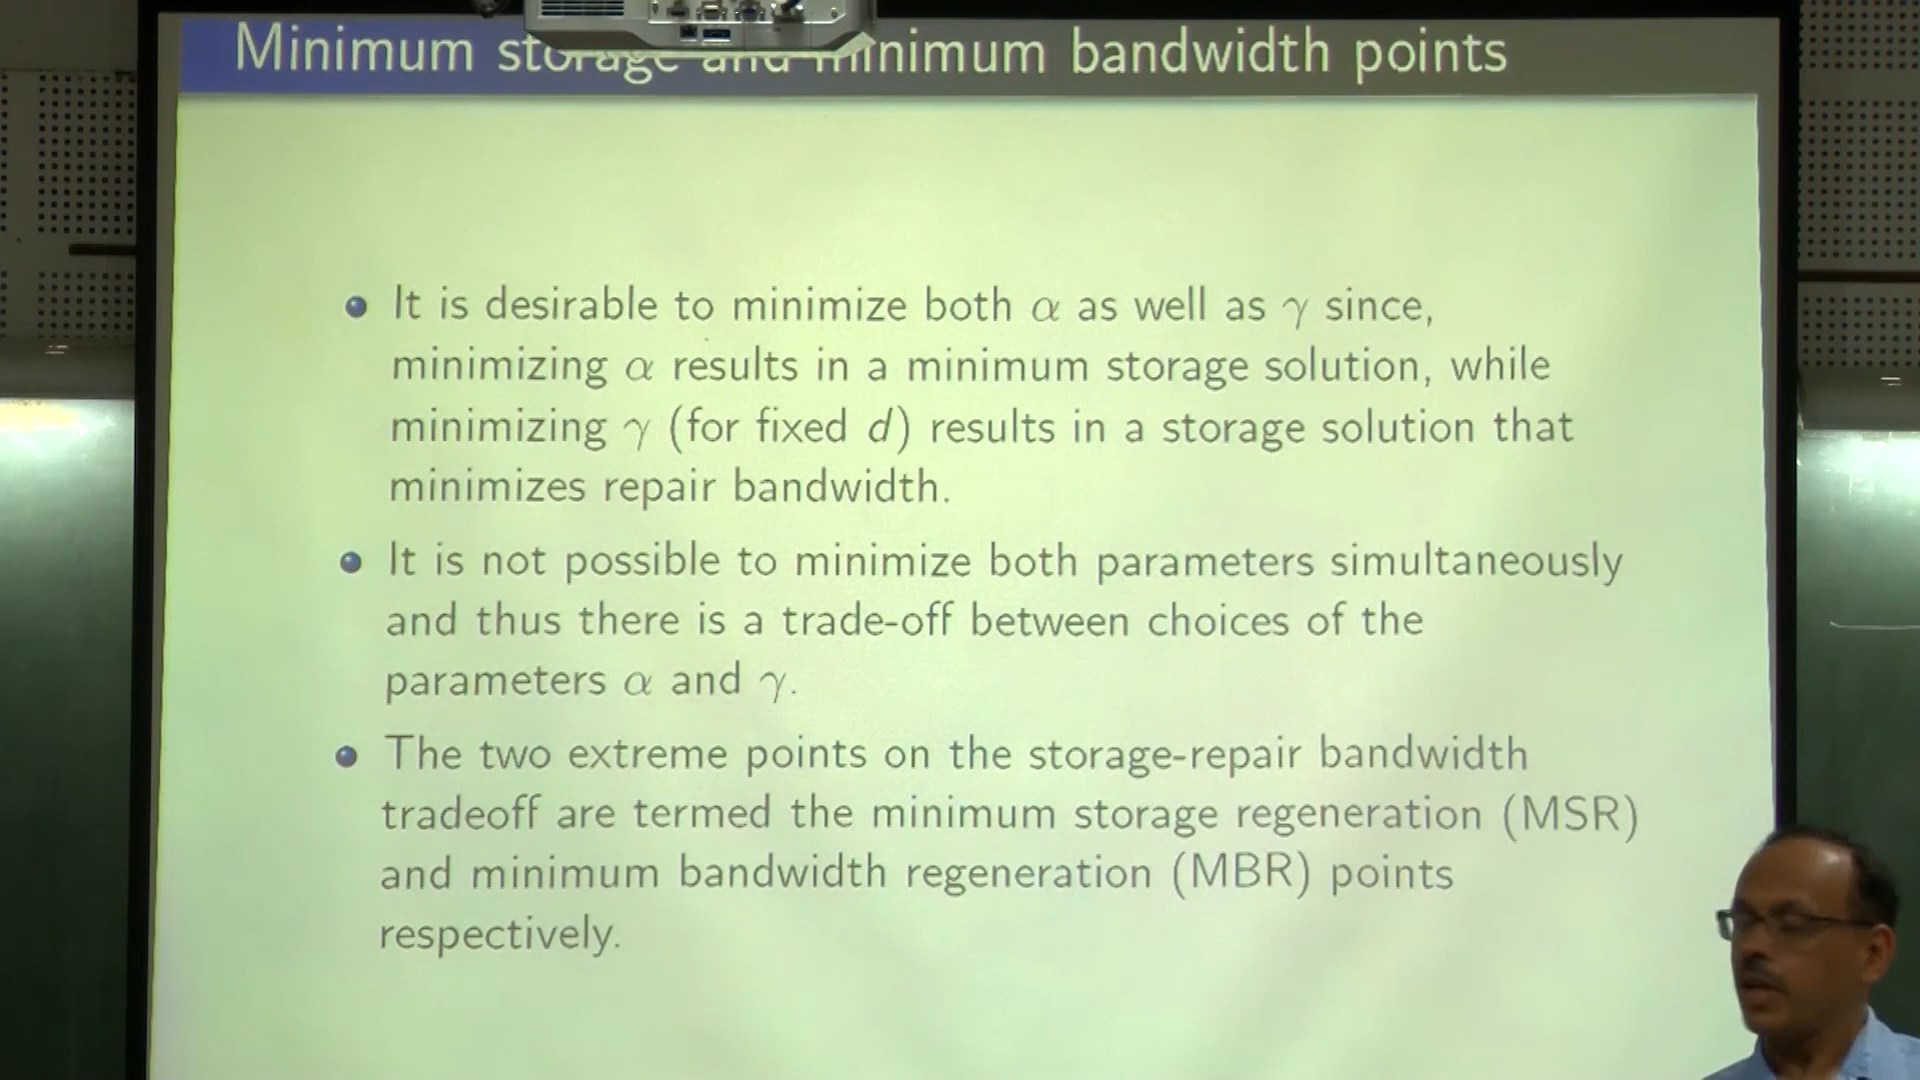 Minimum storage and minimum bandwidth points
It is desirable to minimize both α as well as γ since,
minimizing α results in a minimum storage solution, while
minimizing γ (for fixed d) results in a storage solution that
minimizes repair bandwidth.
It is not possible to minimize both parameters simultaneously
and thus there is a trade-off between choices of the
parameters α and γ.
The two extreme points on the storage-repair bandwidth
tradeoff are termed the minimum storage regeneration (MSR)
and minimum bandwidth regeneration (MBR) points
respectively.